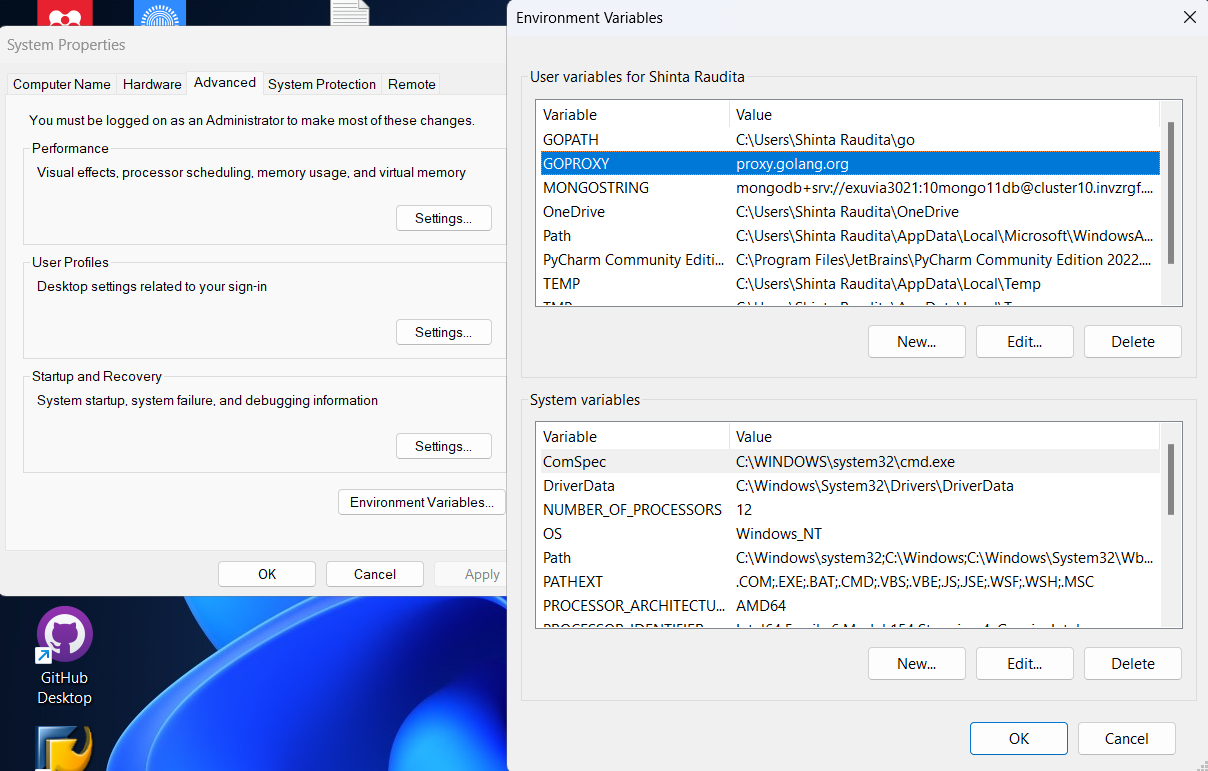 System Properties
Computer Name Hardware Advanced System Protection Remote
You must be logged on as an Administrator to make most of these changes.
Performance
Visual effects, processor scheduling, memory usage, and virtual memory
Settings...
User Profiles
Desktop settings related to your sign-in
Settings...
Startup and Recovery
System startup, system failure, and debugging information
Settings...
Environment Variables...
OK Cancel Apply
GitHub
Desktop
Environment Variables
User variables for Shinta Raudita
Variable Value
GOPATH C:\Users\Shinta Raudita\go
GOPROXY proxy.golang.org
MONGOSTRING mongodb+srv://exuvia3021:10mongo11db@cluster10.invzrgf....
OneDrive C:\Users\Shinta Raudita\OneDrive
Path C:\Users\Shinta Raudita\AppData\Local\Microsoft\WindowsA...
PyCharm Community Editi... C:\Program Files\JetBrains\PyCharm Community Edition 2022....
TEMP C:\Users\Shinta Raudita\AppData\Local\Temp
New... Edit... Delete
System variables
Variable Value
ComSpec C:\WINDOWS\system32\cmd.exe
DriverData C:\Windows\System32\Drivers\DriverData
NUMBER_OF_PROCESSORS 12
OS Windows_NT
Path C:\Windows\system32;C:\Windows;C:\Windows\System32\Wb...
PATHEXT .COM;.EXE;.BAT;.CMD;.VBS;.VBE;.JS;.JSE;.WSF;.WSH;.MSC
PROCESSOR_ARCHITECTU... AMD64
New... Edit... Delete
OK Cancel